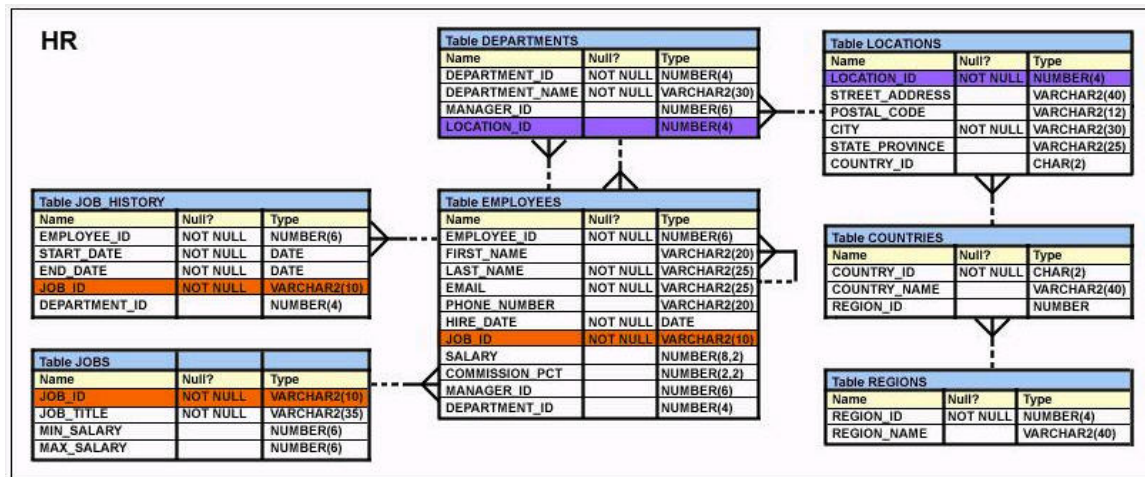 HR
Table DEPARTMENTS
Name Null? Type
DEPARTMENT_ID NOT NULL NUMBER(4)
DEPARTMENT_NAME NOT NULL VARCHAR2(30)
MANAGER_ID NUMBER(6)
LOCATION_ID NUMBER(4)
Table LOCATIONS
Name Null? Type
LOCATION_ID NOT NULL NUMBER(4)
STREET_ADDRESS VARCHAR2(40)
POSTAL_CODE VARCHAR2(12)
CITY NOT NULL VARCHAR2(30)
STATE_PROVINCE VARCHAR2(25)
COUNTRY_ID CHAR(2)
Table JOB_HISTORY
Name Null? Type
EMPLOYEE_ID NOT NULL NUMBER(6)
START_DATE NOT NULL DATE
END_DATE NOT NULL DATE
JOB_ID NOT NULL VARCHAR2(10)
DEPARTMENT_ID NUMBER(4)
Table EMPLOYEES
Name Null? Type
EMPLOYEE_ID NOT NULL NUMBER(6)
FIRST_NAME VARCHAR2(20)
LAST_NAME NOT NULL VARCHAR2(25)
EMAIL NOT NULL VARCHAR2(25)
PHONE_NUMBER VARCHAR2(20)
HIRE_DATE NOT NULL DATE
JOB_ID NOT NULL VARCHAR2(10)
SALARY NUMBER(8,2)
COMMISSION_PCT NUMBER(2,2)
MANAGER_ID NUMBER(6)
DEPARTMENT_ID NUMBER(4)
Table COUNTRIES
Name Null? Type
COUNTRY_ID NOT NULL CHAR(2)
COUNTRY_NAME VARCHAR2(40)
REGION_ID NUMBER
Table JOBS
Name Null? Type
JOB_ID NOT NULL VARCHAR2(10)
JOB_TITLE NOT NULL VARCHAR2(35)
MIN_SALARY NUMBER(6)
MAX_SALARY NUMBER(6)
Table REGIONS
Name Null? Type
REGION_ID NOT NULL NUMBER(4)
REGION_NAME VARCHAR2(40)